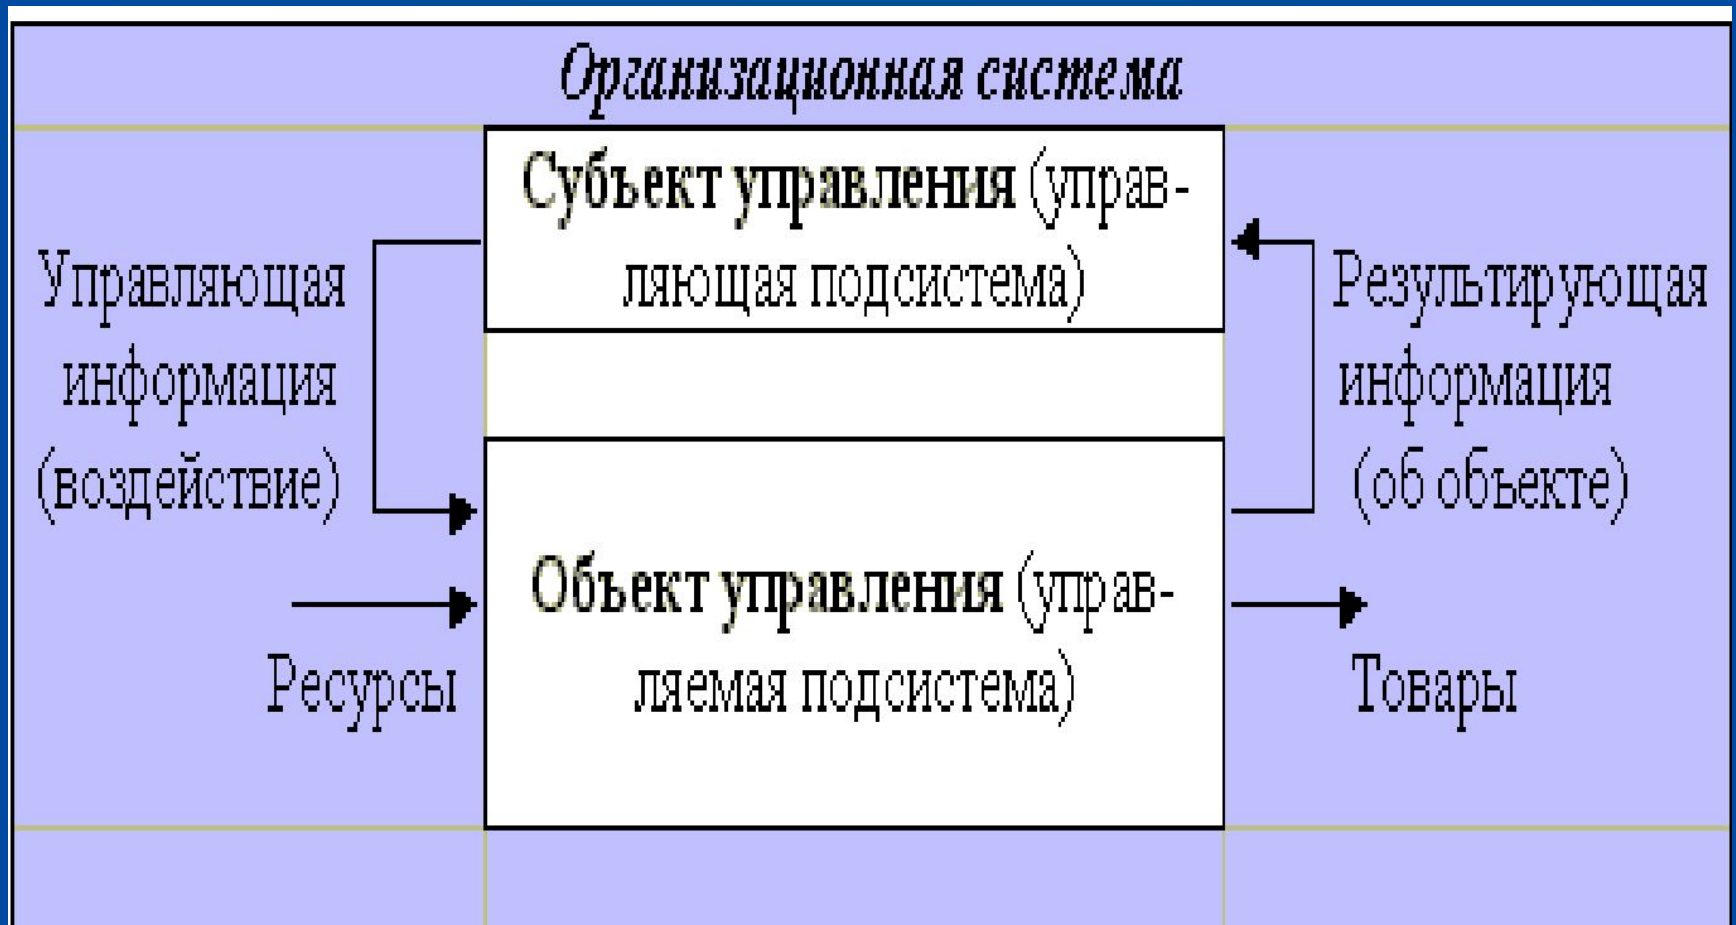 Организационная система
Субъект управления (управ-
ляющая подсистема)
Управляющая
информация
(воздействие)
Результирующая
информация
(об объекте)
Объект управления (управ-
ляемая подсистема)
Ресурсы
Товары